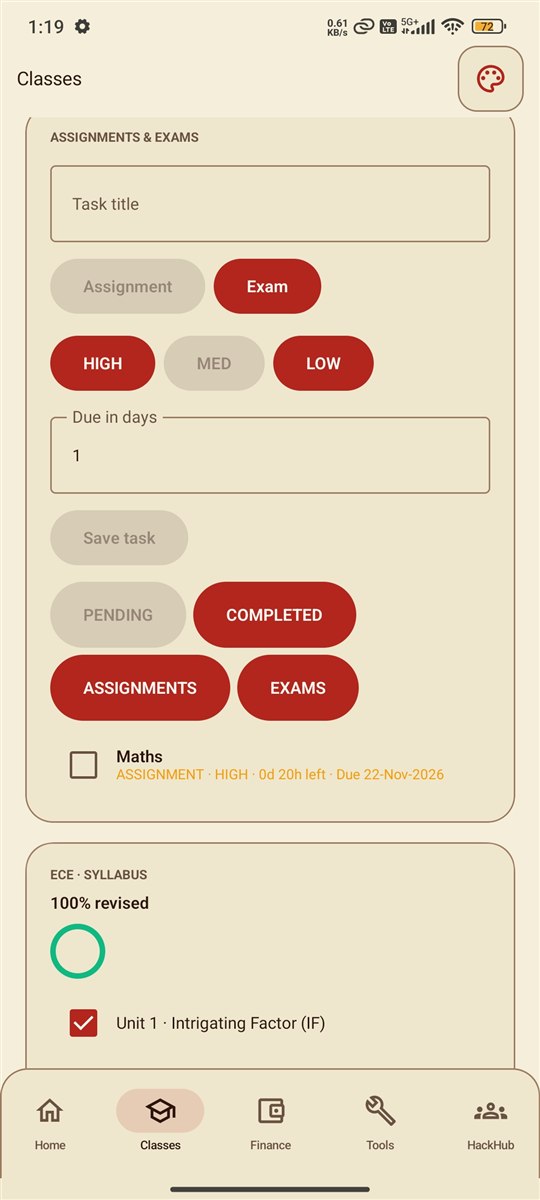 1:19
0.61
KB/s
Vo
LTE
5G+
72
Classes
ASSIGNMENTS & EXAMS
Task title
Assignment Exam
HIGH MED LOW
Due in days
1
Save task
PENDING COMPLETED
ASSIGNMENTS EXAMS
Maths
ASSIGNMENT · HIGH · 0d 20h left · Due 22-Nov-2026
ECE · SYLLABUS
100% revised
Unit 1 · Intrigating Factor (IF)
Home Classes Finance Tools HackHub